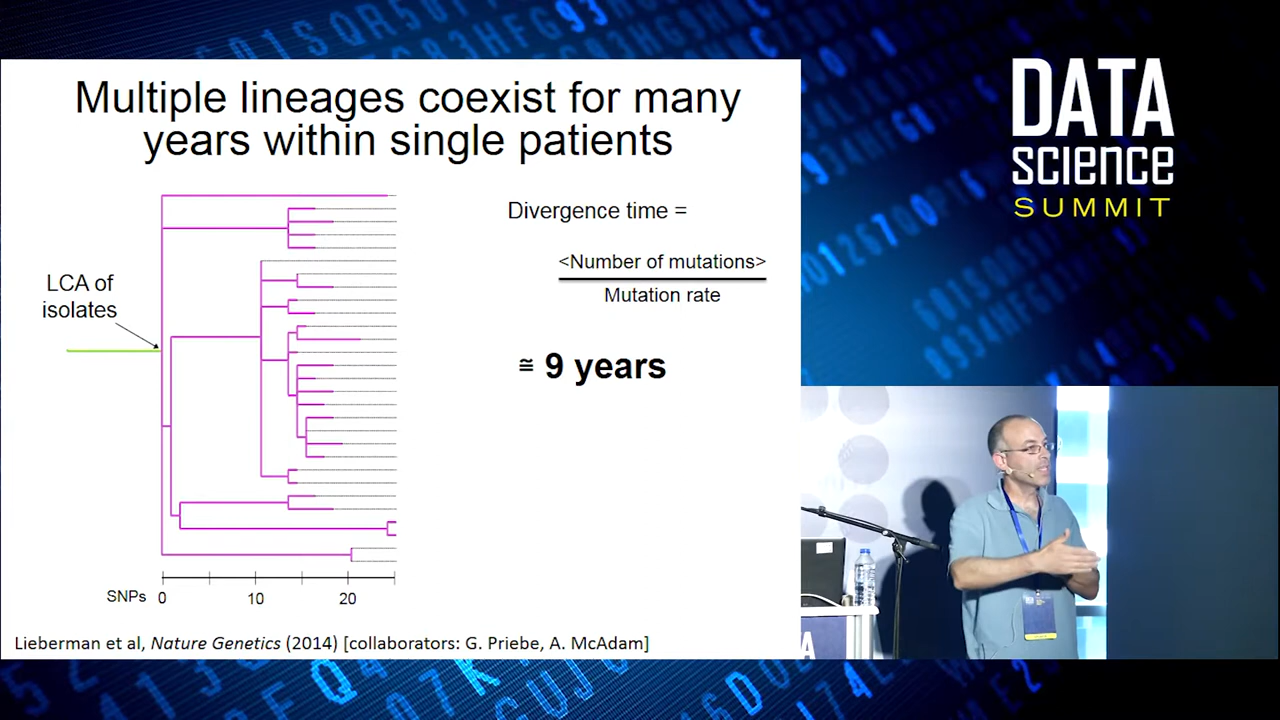 Multiple lineages coexist for many
years within single patients
LCA of
isolates
Divergence time =
<Number of mutations>
Mutation rate
≅ 9 years
SNPs 0 10 20
Lieberman et al, Nature Genetics (2014) [collaborators: G. Priebe, A. McAdam]
DATA
SCIENCE
SUMMIT